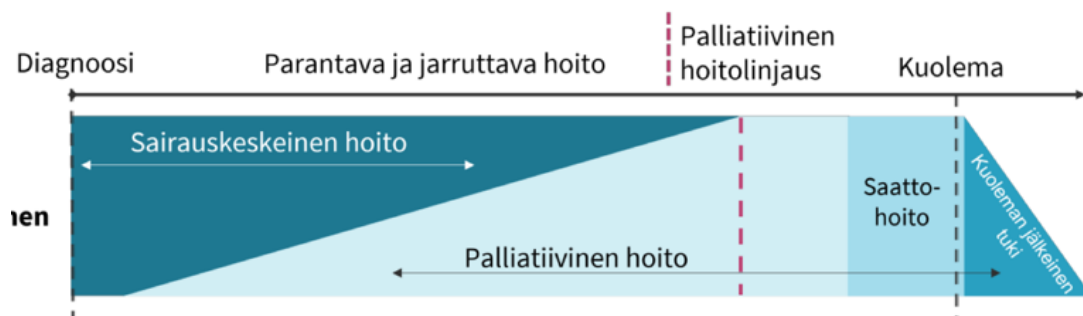 Diagnoosi
Parantava ja jarruttava hoito
Palliatiivinen
hoitolinjaus
Kuolema
Sairauskeskeinen hoito
Saatto-
hoito
Kuoleman jälkeinen
tuki
nen
Palliatiivinen hoito